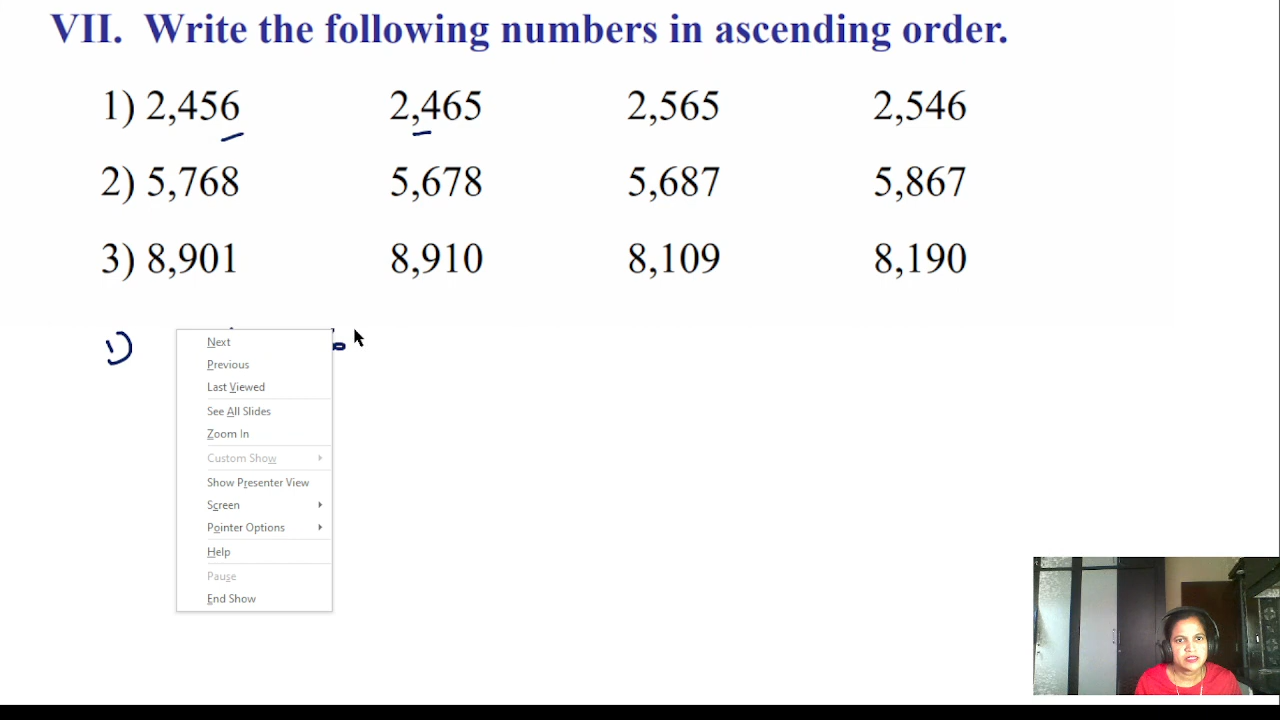 VII. Write the following numbers in ascending order.
1) 2,456 2,465 2,565 2,546
2) 5,768 5,678 5,687 5,867
3) 8,901 8,910 8,109 8,190
1)
Next
Previous
Last Viewed
See All Slides
Zoom In
Custom Show
Show Presenter View
Screen
Pointer Options
Help
Pause
End Show